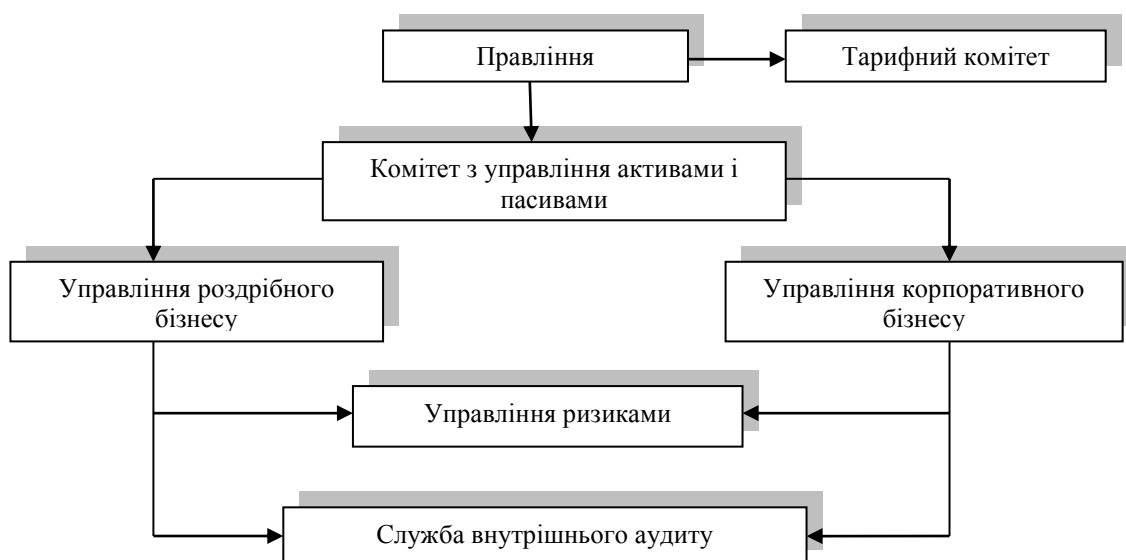 Правління
Тарифний комітет
Комітет з управління активами і
пасивами
Управління роздрібного
бізнесу
Управління корпоративного
бізнесу
Управління ризиками
Служба внутрішнього аудиту